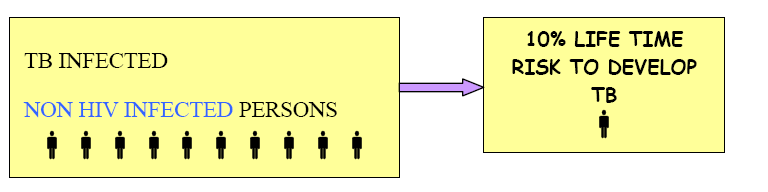 TB INFECTED
NON HIV INFECTED PERSONS
10% LIFE TIME
RISK TO DEVELOP
TB